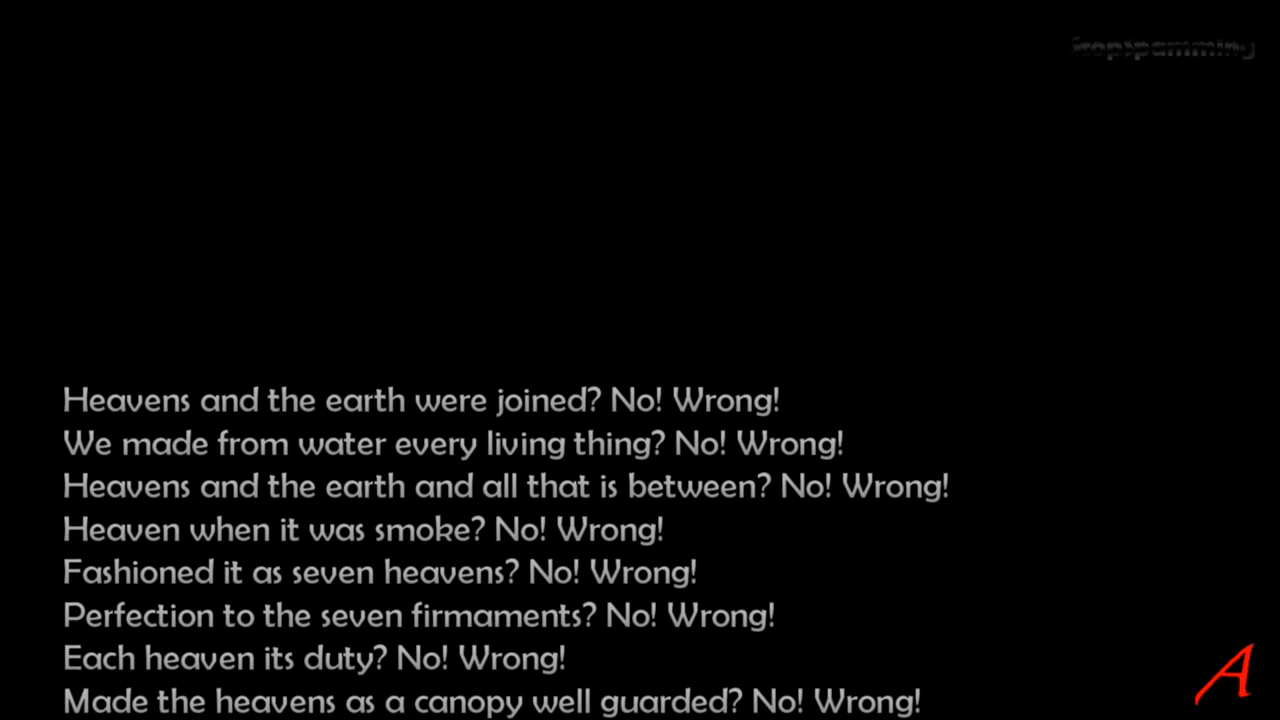 StopSpamming
Heavens and the earth were joined? No! Wrong!
We made from water every living thing? No! Wrong!
Heavens and the earth and all that is between? No! Wrong!
Heaven when it was smoke? No! Wrong!
Fashioned it as seven heavens? No! Wrong!
Perfection to the seven firmaments? No! Wrong!
Each heaven its duty? No! Wrong!
Made the heavens as a canopy well guarded? No! Wrong!
A